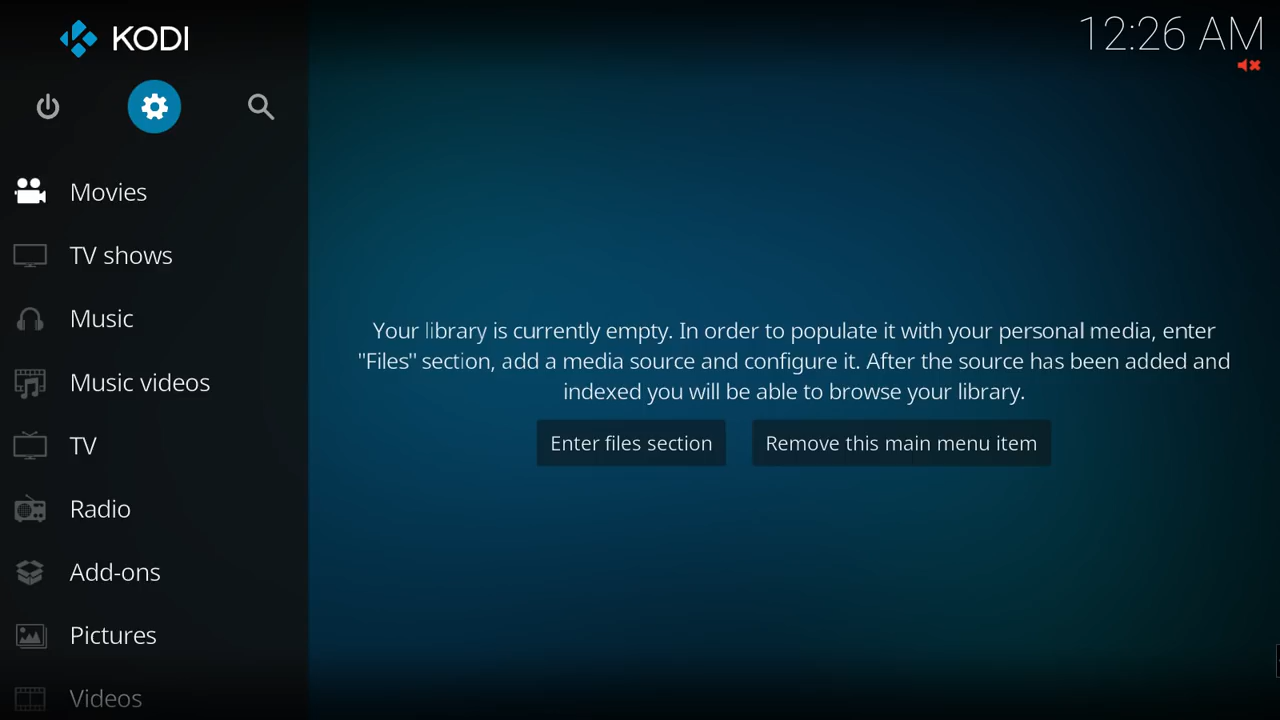 KODI
12:26 AM
Movies
TV shows
Music
Music videos
TV
Radio
Add-ons
Pictures
Videos
Your library is currently empty. In order to populate it with your personal media, enter
"Files" section, add a media source and configure it. After the source has been added and
indexed you will be able to browse your library.
Enter files section
Remove this main menu item